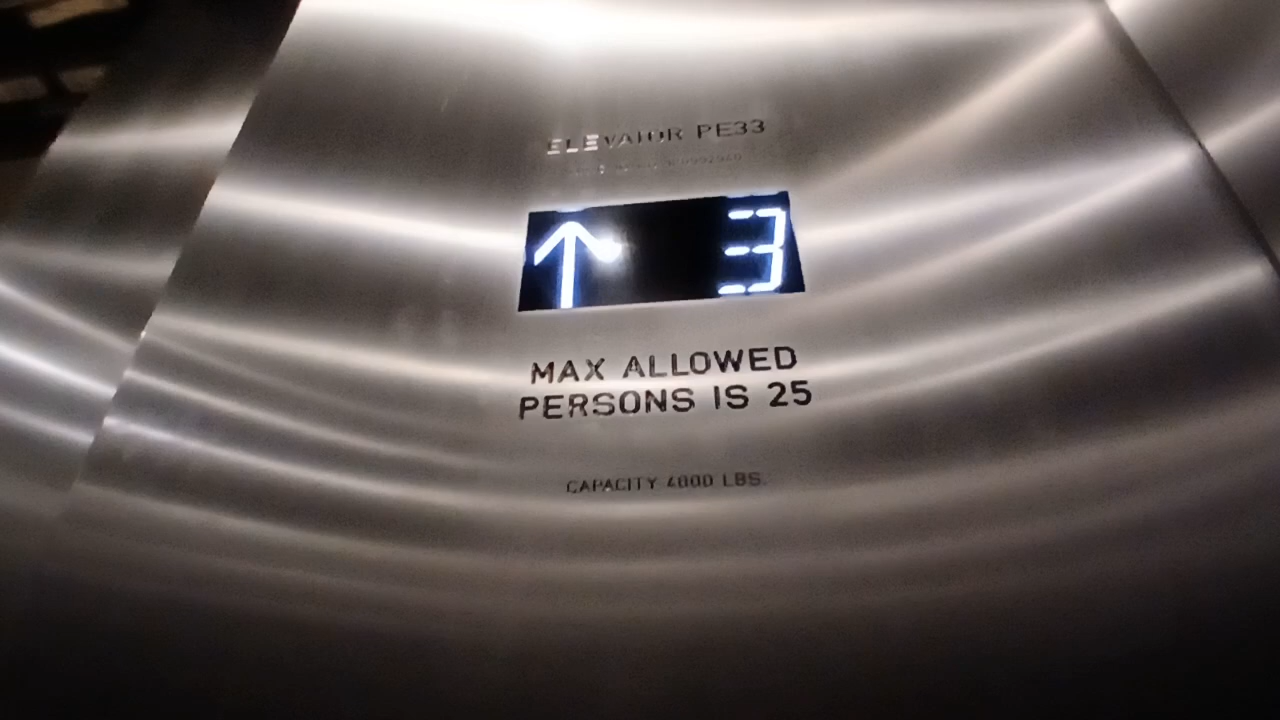 ELEVATOR PE33
↑ 3
MAX ALLOWED
PERSONS IS 25
CAPACITY 4000 LBS.